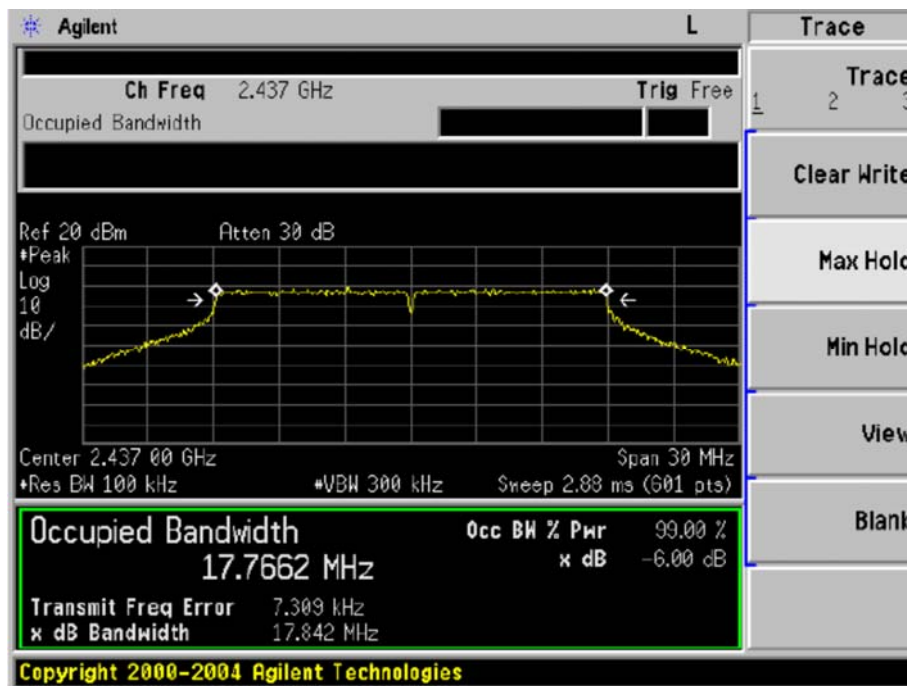 Agilent L Trace
Ch Freq 2.437 GHz Trig Free
Occupied Bandwidth
Trace
1 2
Clear Write
Max Hold
Min Hold
View
Blank
Ref 20 dBm Atten 30 dB
#Peak
Log
10
dB/
Center 2.437 00 GHz Span 30 MHz
#Res BW 100 kHz #VBW 300 kHz Sweep 2.88 ms (601 pts)
Occupied Bandwidth Occ BW % Pwr 99.00 %
17.7662 MHz x dB -6.00 dB
Transmit Freq Error 7.309 kHz
x dB Bandwidth 17.842 MHz
Copyright 2000-2004 Agilent Technologies